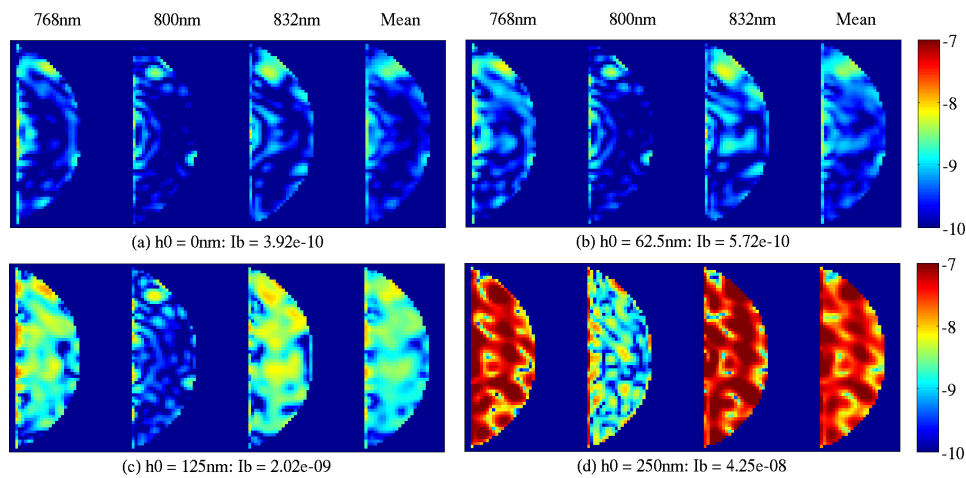 768nm 800nm 832nm Mean 768nm 800nm 832nm Mean
-7
-8
-9
-10
(a) h0 = 0nm: Ib = 3.92e-10 (b) h0 = 62.5nm: Ib = 5.72e-10
-7
-8
-9
-10
(c) h0 = 125nm: Ib = 2.02e-09 (d) h0 = 250nm: Ib = 4.25e-08